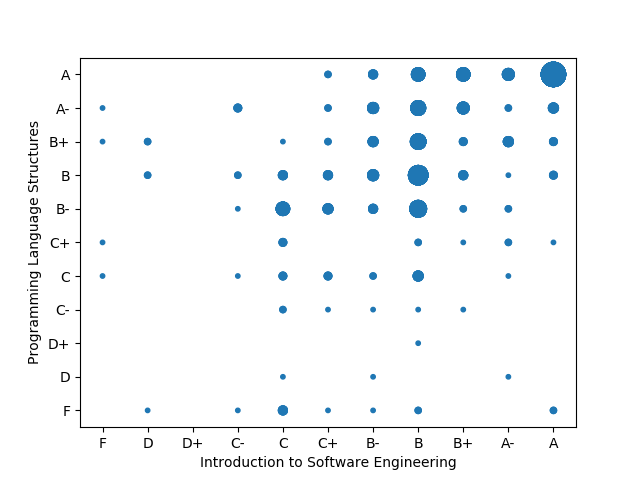 A
A-
B+
B
B-
C+
C
C-
D+
D
F
Programming Language Structures
F D D+ C- C C+ B- B B+ A- A
Introduction to Software Engineering